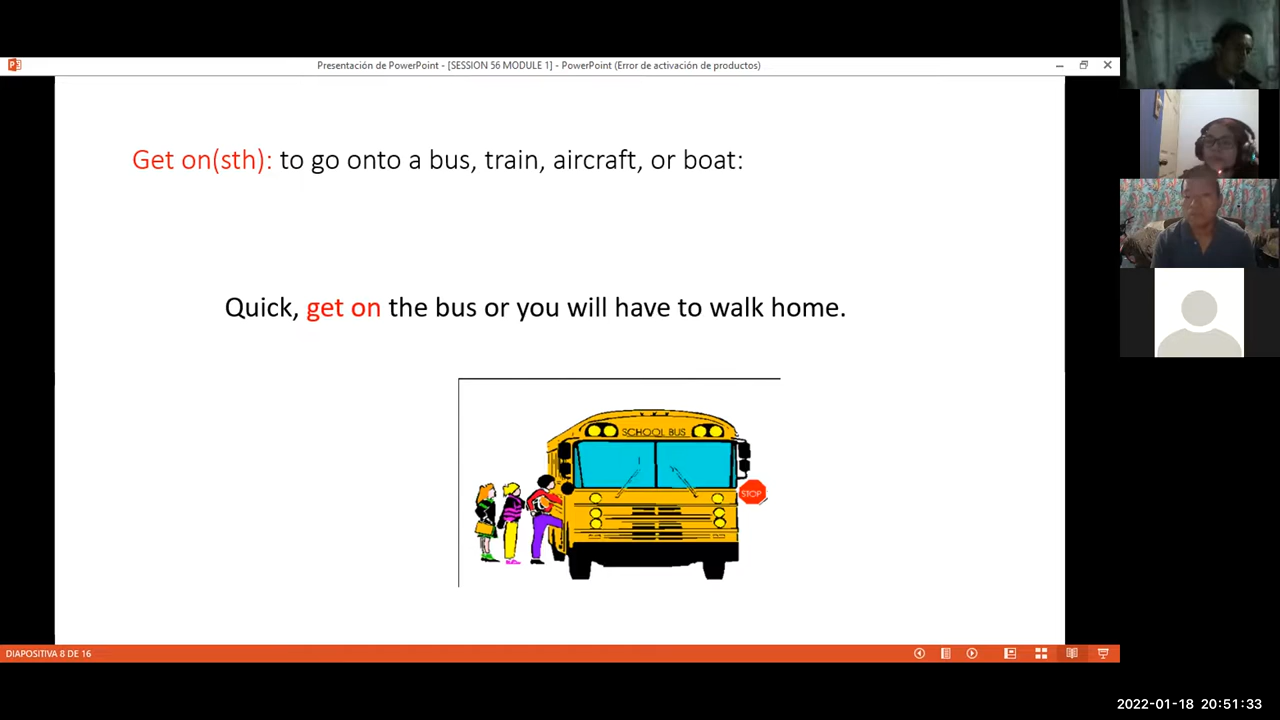 Presentación de PowerPoint - [SESSION 56 MODULE 1] - PowerPoint (Error de activación de productos)
Get on(sth): to go onto a bus, train, aircraft, or boat:
Quick, get on the bus or you will have to walk home.
SCHOOL BUS
STOP
DIAPOSITIVA 8 DE 16
2022-01-18 20:51:33